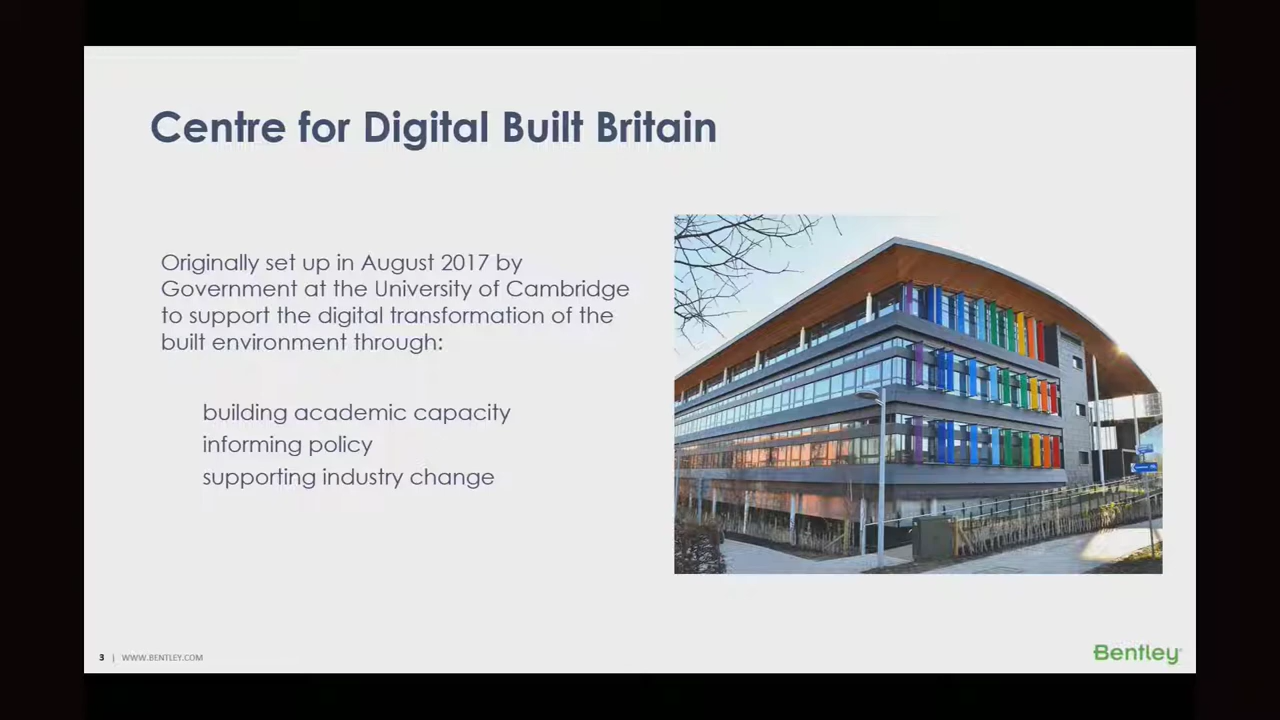 Centre for Digital Built Britain
Originally set up in August 2017 by
Government at the University of Cambridge
to support the digital transformation of the
built environment through:
building academic capacity
informing policy
supporting industry change
3 | WWW.BENTLEY.COM
Bentley